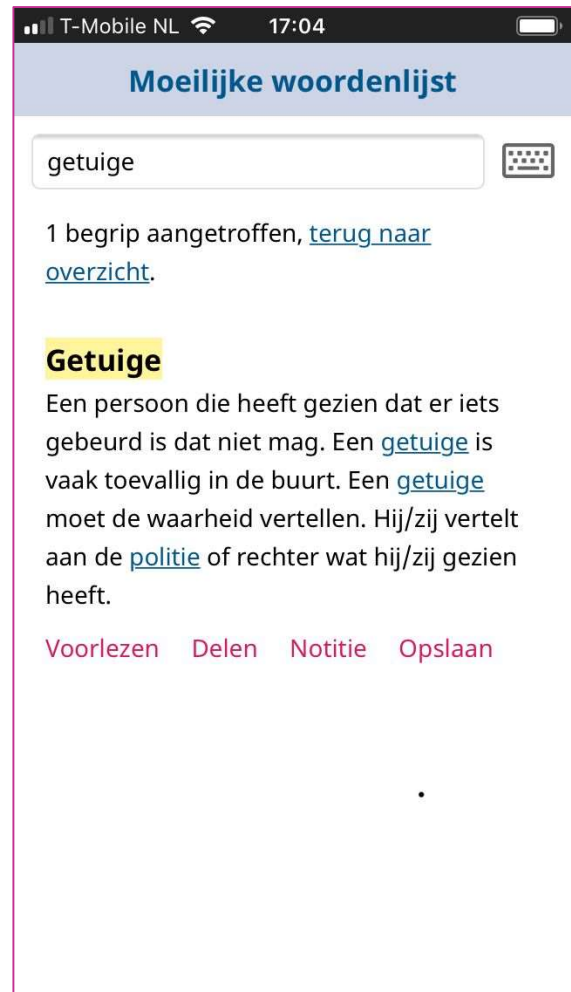 T-Mobile NL 17:04
Moeilijke woordenlijst
getuige
1 begrip aangetroffen, terug naar
overzicht.
Getuige
Een persoon die heeft gezien dat er iets
gebeurd is dat niet mag. Een getuige is
vaak toevallig in de buurt. Een getuige
moet de waarheid vertellen. Hij/zij vertelt
aan de politie of rechter wat hij/zij gezien
heeft.
Voorlezen Delen Notitie Opslaan
.